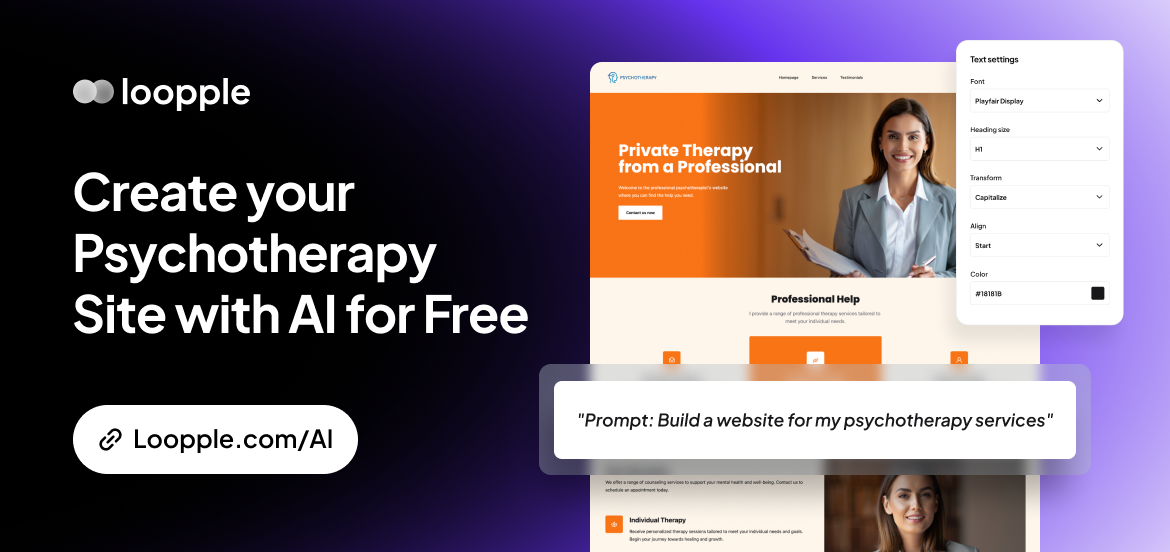 loopple
Create your
Psychotherapy
Site with AI for Free
Loopple.com/AI
PSYCHOTHERAPY
Homepage
Services
Testimonials
Private Therapy
from a Professional
Welcome to the professional psychotherapist's website
where you can find the help you need.
Contact us now
Professional Help
I provide a range of professional therapy services tailored to
meet your individual needs.
Text settings
Font
Playfair Display
Heading size
H1
Transform
Capitalize
Align
Start
Color
#18181B
"Prompt: Build a website for my psychotherapy services"
We offer a range of counseling services to support your mental health and well-being. Contact us to
schedule an appointment today.
Individual Therapy
Receive personalized therapy sessions tailored to meet your individual needs and goals.
Begin your journey towards healing and growth.